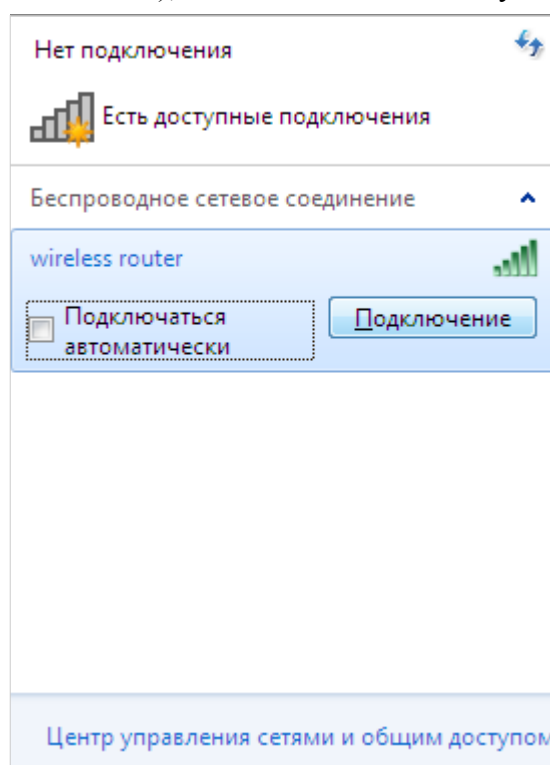 Нет подключения
Есть доступные подключения
Беспроводное сетевое соединение
wireless router
Подключаться
автоматически
Подключение
Центр управления сетями и общим доступом